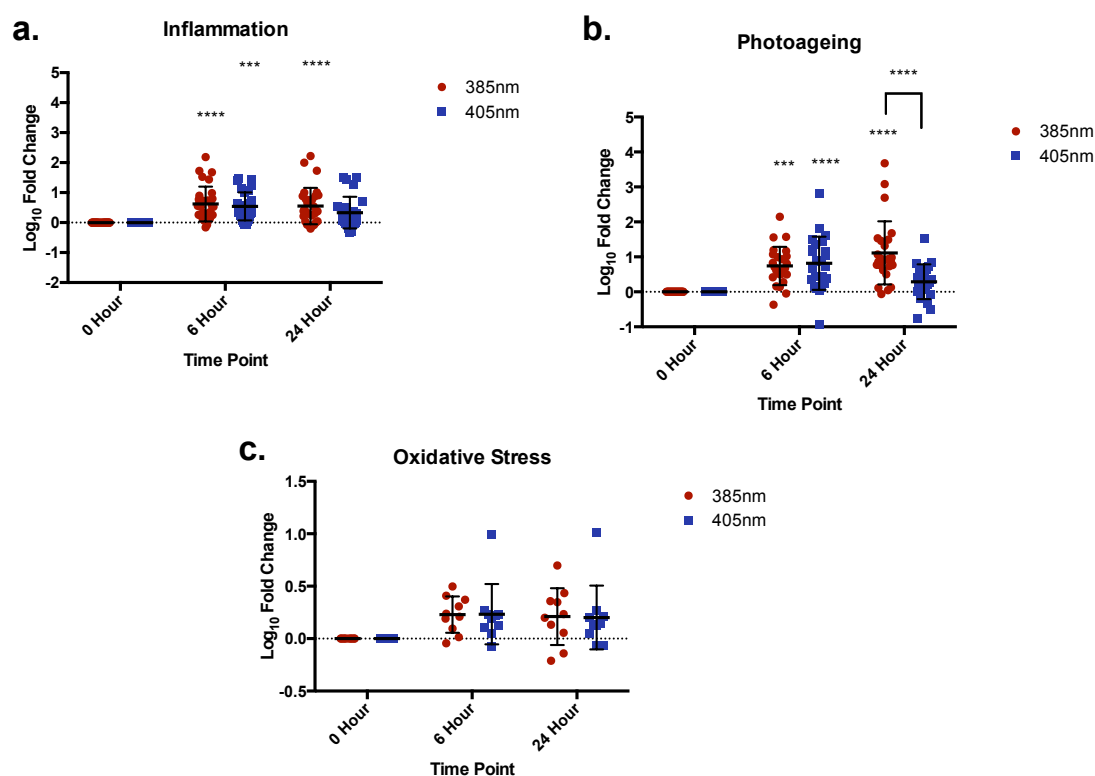 a.
Inflammation
*** ****
****
5
4
3
2
1
0
-1
-2
Log10 Fold Change
0 Hour
6 Hour
24 Hour
Time Point
385nm
405nm
b.
Photoageing
****
****
*** ****
5
4
3
2
1
0
-1
Log10 Fold Change
0 Hour
6 Hour
24 Hour
Time Point
385nm
405nm
c.
Oxidative Stress
1.5
1.0
0.5
0.0
-0.5
Log10 Fold Change
0 Hour
6 Hour
24 Hour
Time Point
385nm
405nm